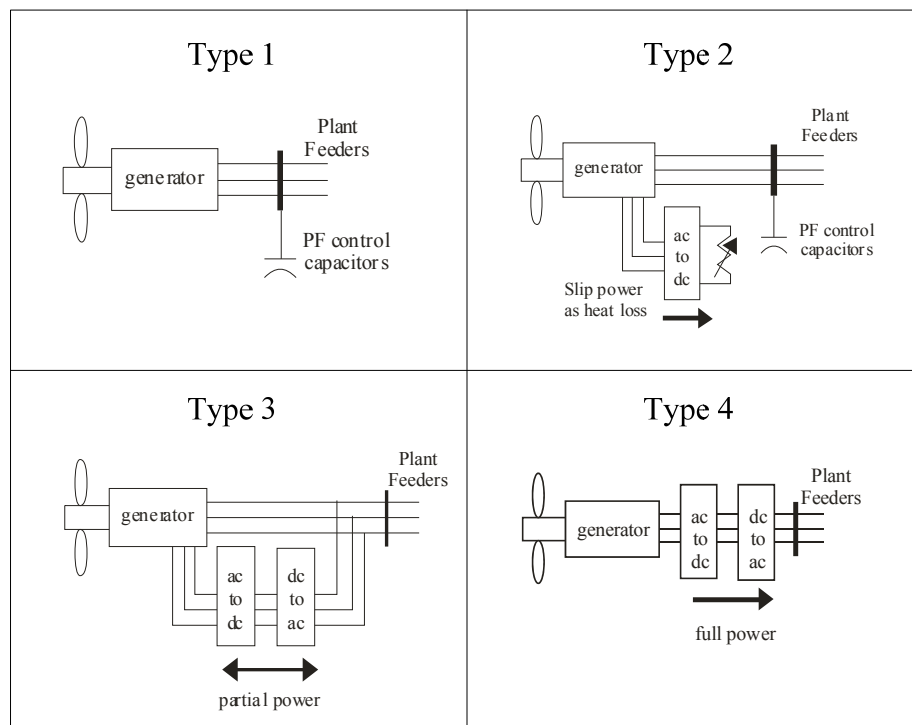 Type 1
Plant
Feeders
generator
PF control
capacitors
Type 2
Plant
Feeders
generator
ac
to
dc
PF control
capacitors
Slip power
as heat loss
Type 3
Plant
Feeders
generator
ac
to
dc
dc
to
ac
partial power
Type 4
Plant
Feeders
generator
ac
to
dc
dc
to
ac
full power